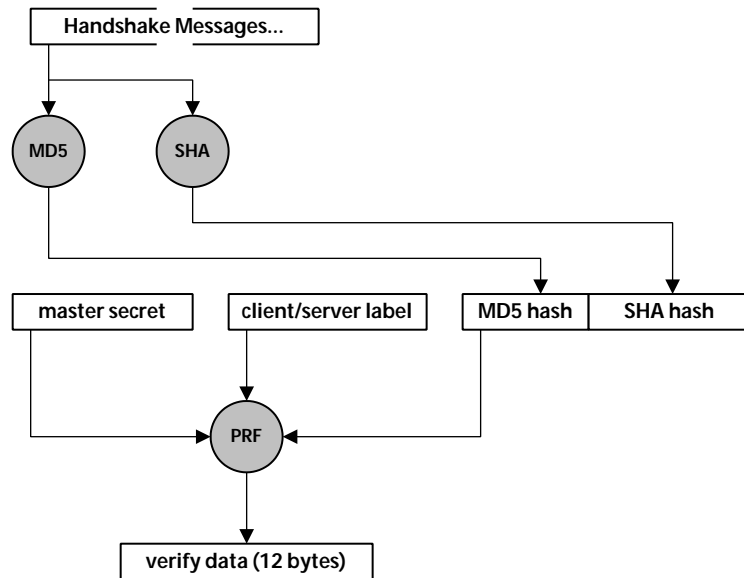 Handshake Messages...
MD5
SHA
master secret
client/server label
MD5 hash
SHA hash
PRF
verify data (12 bytes)